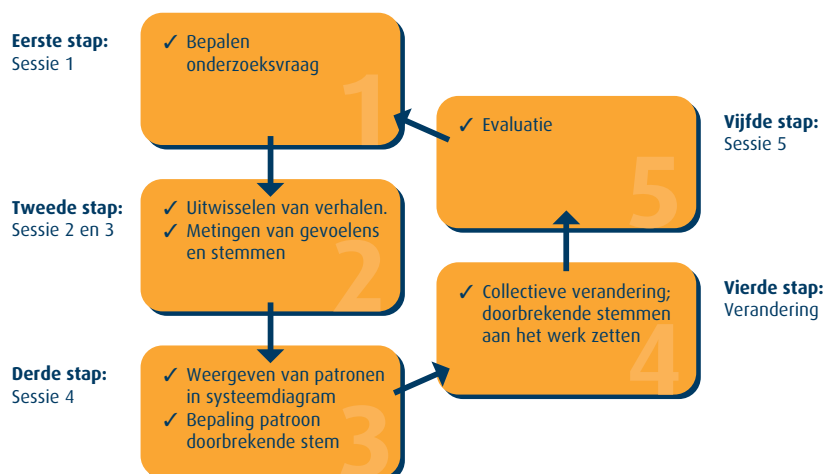 Eerste stap:
Sessie 1
✓ Bepalen
onderzoeksvraag
1
Tweede stap:
Sessie 2 en 3
✓ Uitwisselen van verhalen.
✓ Metingen van gevoelens
en stemmen
2
Derde stap:
Sessie 4
✓ Weergeven van patronen
in systeemdiagram
✓ Bepaling patroon
doorbrekende stem
3
✓ Collectieve verandering;
doorbrekende stemmen
aan het werk zetten
4
Vierde stap:
Verandering
✓ Evaluatie
5
Vijfde stap:
Sessie 5